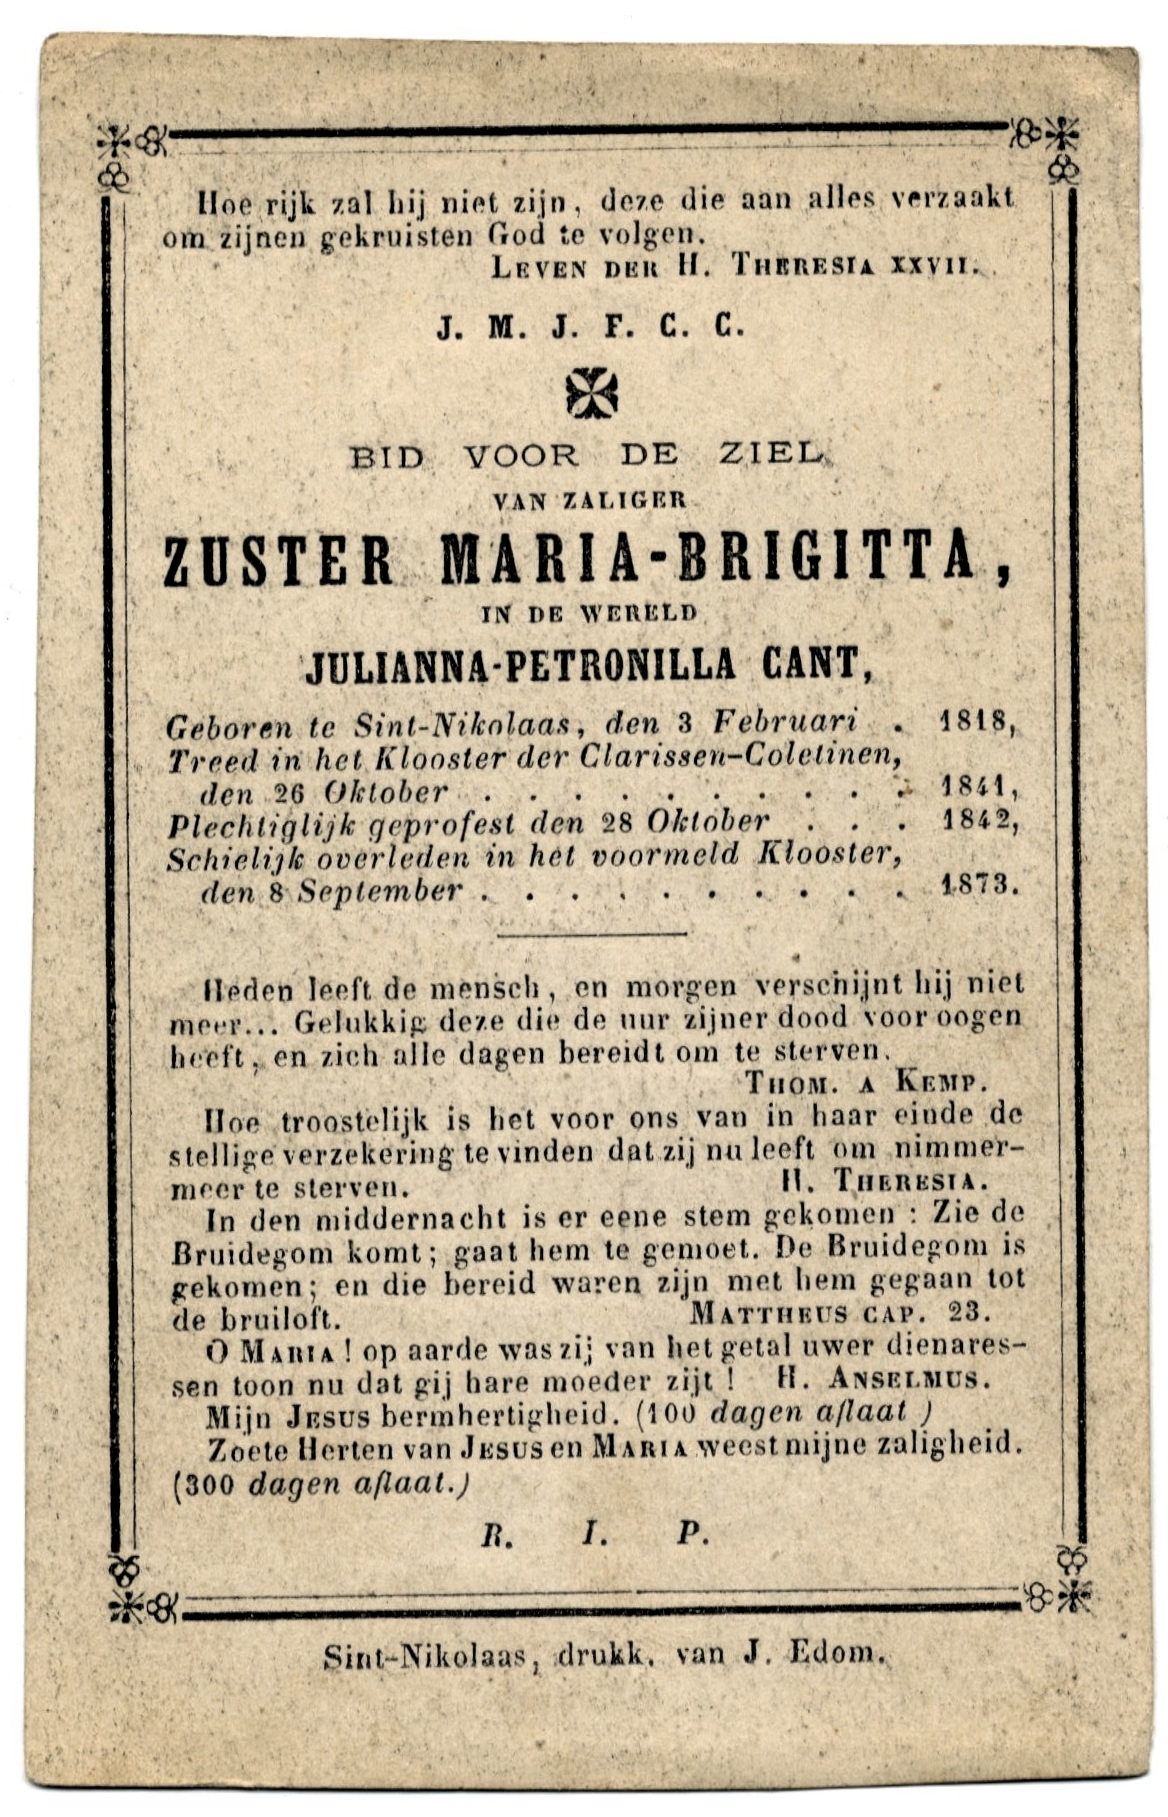 Hoe rijk zal hij niet zijn, deze die aan alles verzaakt
om zijnen gekruisten God te volgen.
LEVEN DER H. THERESIA XXVII.
J. M. J. F. C. C.
BID VOOR DE ZIEL
VAN ZALIGER
ZUSTER MARIA-BRIGITTA,
IN DE WERELD
JULIANNA-PETRONILLA CANT,
Geboren te Sint-Nikolaas, den 3 Februari . 1818,
Treed in het Klooster der Clarissen-Coletinen,
den 26 Oktober . . . . . . . . . . 1841,
Plechtiglijk geprofest den 28 Oktober . . . 1842,
Schielijk overleden in het voormeld Klooster,
den 8 September . . . . . . . . . . 1873.
Heden leeft de mensch, en morgen verschijnt hij niet
meer... Gelukkig deze die de uur zijner dood voor oogen
heeft, en zich alle dagen bereidt om te sterven.
THOM. A KEMP.
Hoe troostelijk is het voor ons van in haar einde de
stellige verzekering te vinden dat zij nu leeft om nimmer-
meer te sterven. H. THERESIA.
In den middernacht is er eene stem gekomen : Zie de
Bruidegom komt; gaat hem te gemoet. De Bruidegom is
gekomen; en die bereid waren zijn met hem gegaan tot
de bruiloft. MATTHEUS CAP. 23.
O MARIA! op aarde was zij van het getal uwer dienares-
sen toon nu dat gij hare moeder zijt! H. ANSELMUS.
Mijn JESUS bermhertigheid. (100 dagen aflaat )
Zoete Herten van JESUS en MARIA weest mijne zaligheid.
(300 dagen aflaat.)
R. I. P.
Sint-Nikolaas, drukk. van J. Edom.